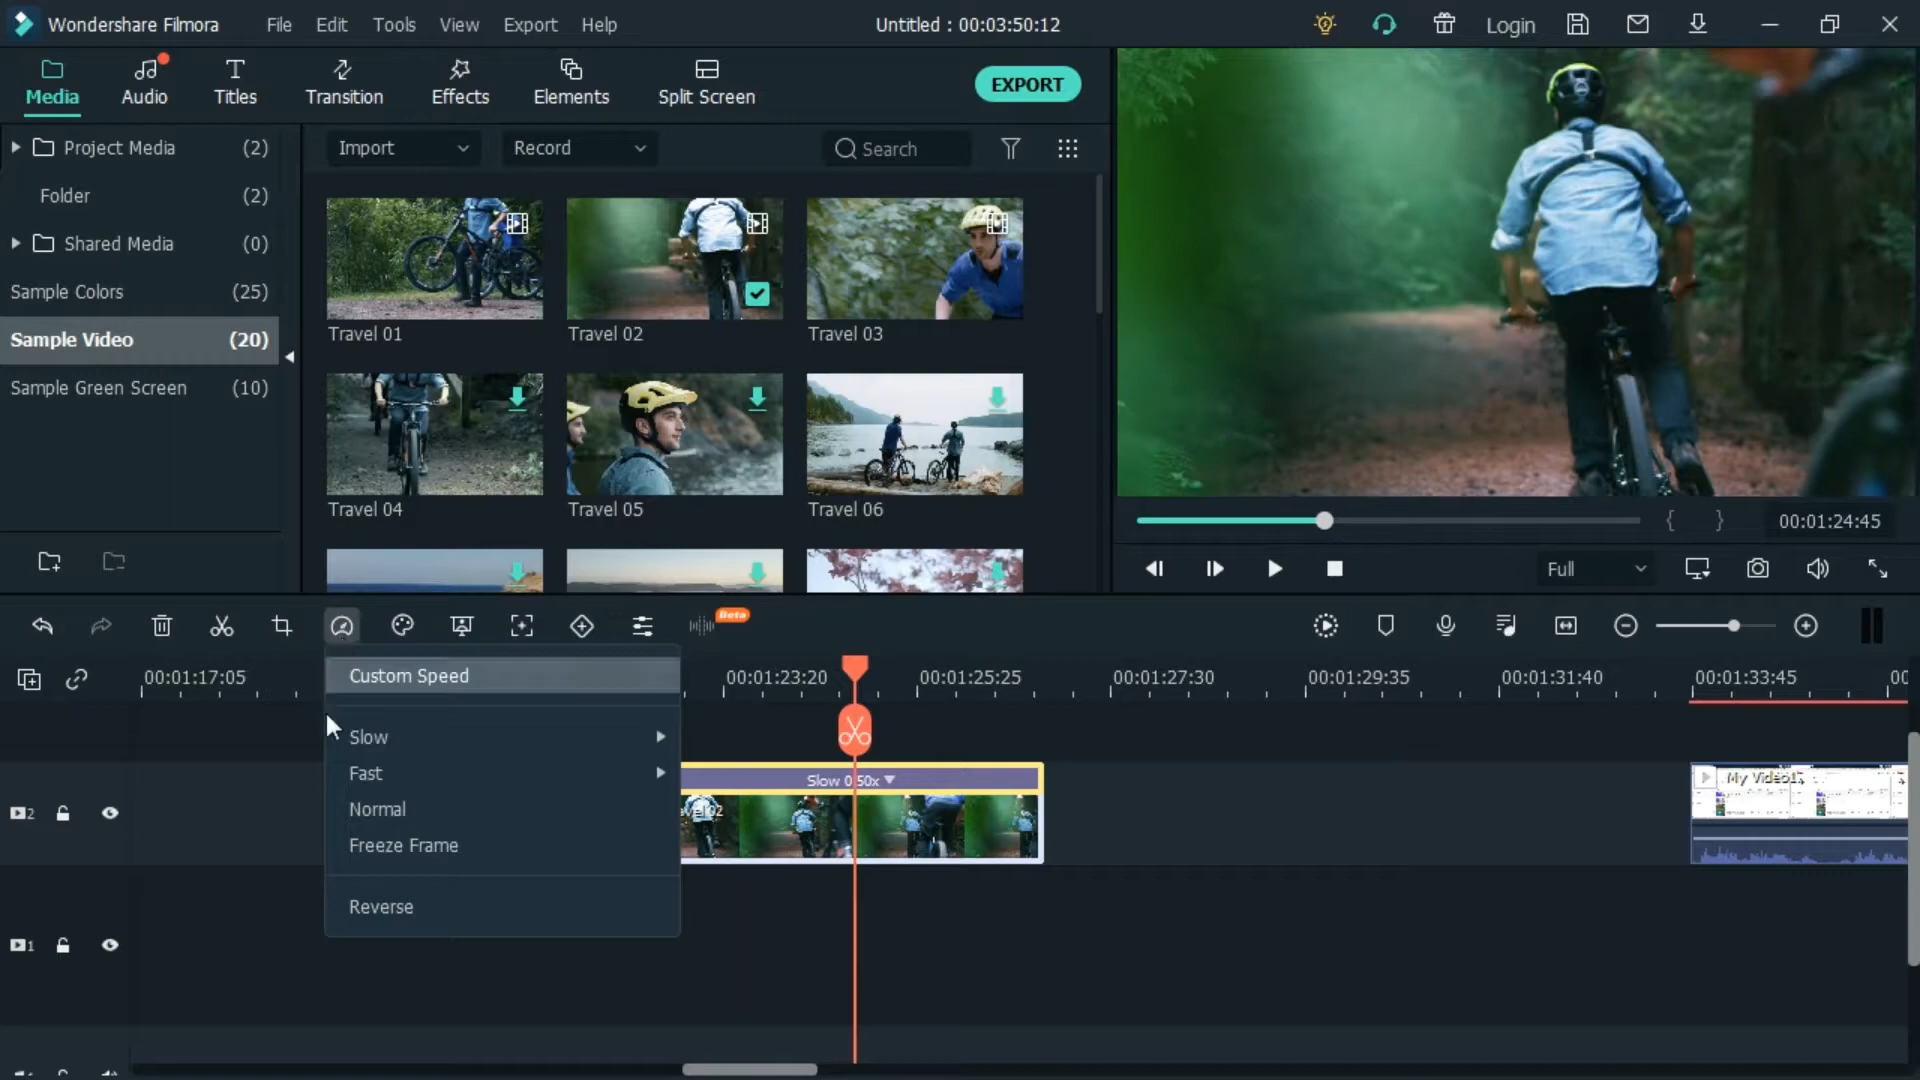 Wondershare Filmora
File Edit Tools View Export Help
Untitled : 00:03:50:12
Login
Media Audio Titles Transition Effects Elements Split Screen
EXPORT
Project Media (2)
Folder (2)
Shared Media (0)
Sample Colors (25)
Sample Video (20)
Sample Green Screen (10)
Import Record Search
Travel 01 Travel 02 Travel 03
Travel 04 Travel 05 Travel 06
{ } 00:01:24:45
Full
Beta
00:01:17:05 00:01:23:20 00:01:25:25 00:01:27:30 00:01:29:35 00:01:31:40 00:01:33:45 00
Custom Speed
Slow
Fast
Normal
Freeze Frame
Reverse
Slow 0.50x
vel 02
My Video1
2
1